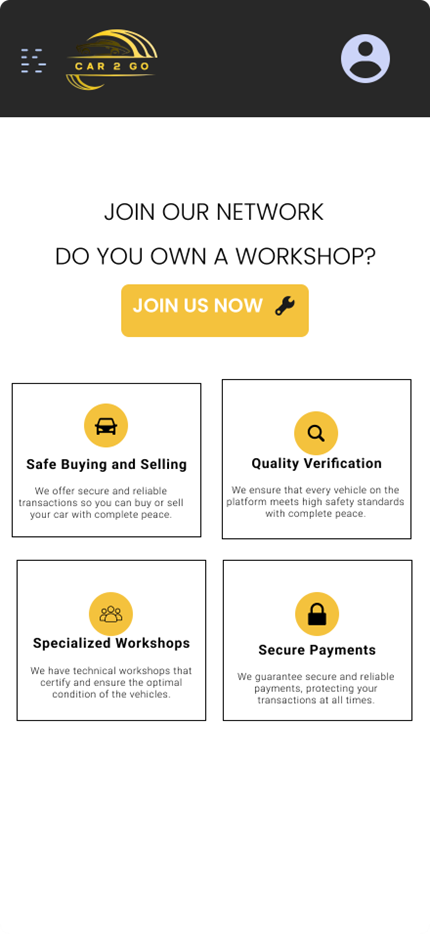 CAR 2 GO
JOIN OUR NETWORK
DO YOU OWN A WORKSHOP?
JOIN US NOW
Safe Buying and Selling
We offer secure and reliable
transactions so you can buy or sell
your car with complete peace.
Quality Verification
We ensure that every vehicle on the
platform meets high safety standards
with complete peace.
Specialized Workshops
We have technical workshops that
certify and ensure the optimal
condition of the vehicles.
Secure Payments
We guarantee secure and reliable
payments, protecting your
transactions at all times.